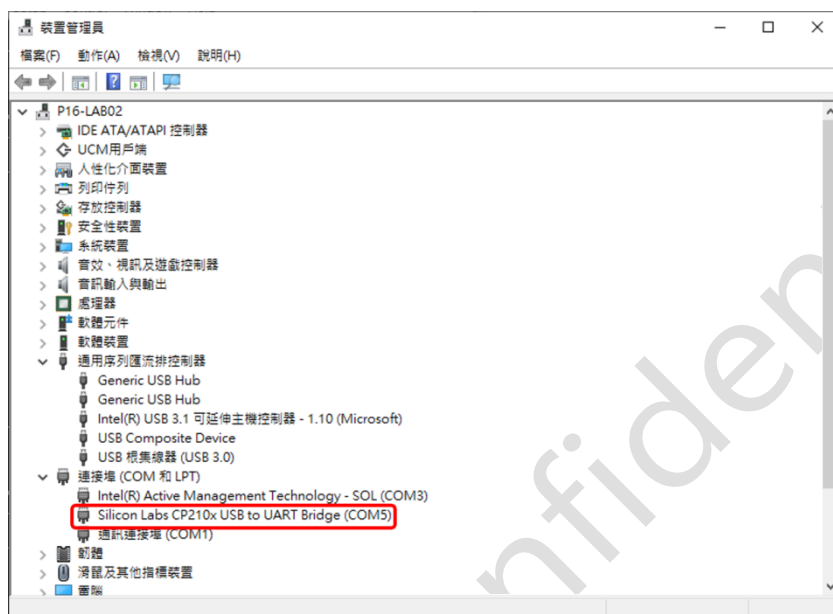 裝置管理員
檔案(F) 動作(A) 檢視(V) 說明(H)
P16-LAB02
IDE ATA/ATAPI 控制器
UCM用戶端
人性化介面裝置
列印佇列
存放控制器
安全性裝置
系統裝置
音效、視訊及遊戲控制器
音訊輸入與輸出
處理器
軟體元件
軟體裝置
通用序列匯流排控制器
Generic USB Hub
Generic USB Hub
Intel(R) USB 3.1 可延伸主機控制器 - 1.10 (Microsoft)
USB Composite Device
USB 根集線器 (USB 3.0)
連接埠 (COM 和 LPT)
Intel(R) Active Management Technology - SOL (COM3)
Silicon Labs CP210x USB to UART Bridge (COM5)
通訊連接埠 (COM1)
韌體
滑鼠及其他指標裝置
電腦
nfiden